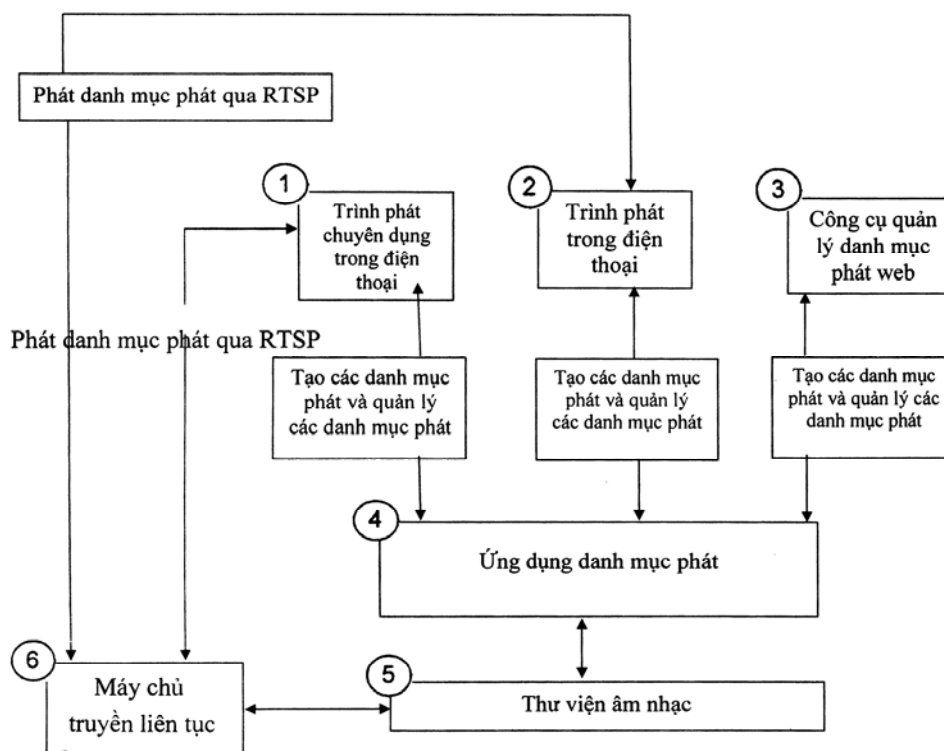 Phát danh mục phát qua RTSP
1
Trình phát
chuyên dụng
trong điện
thoại
2
Trình phát
trong điện
thoại
3
Công cụ quản
lý danh mục
phát web
Phát danh mục phát qua RTSP
Tạo các danh mục
phát và quản lý
các danh mục phát
Tạo các danh mục
phát và quản lý
các danh mục phát
Tạo các danh mục
phát và quản lý các
danh mục phát
4
Ứng dụng danh mục phát
6
Máy chủ
truyền liên tục
5
Thư viện âm nhạc